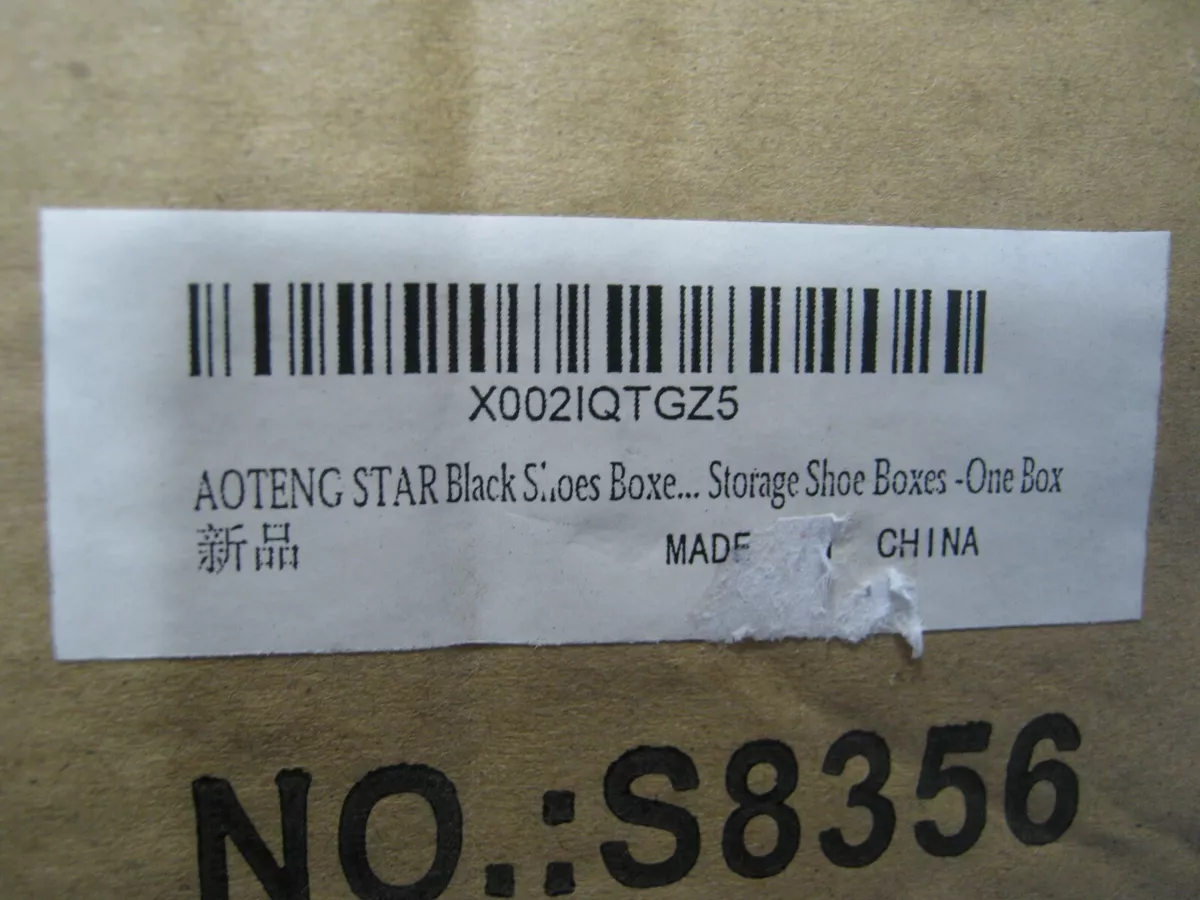 X002IQTGZ5
AOTENG STAR Black Shoes Boxe... Storage Shoe Boxes -One Box
新品
MADE CHINA
NO.:S8356